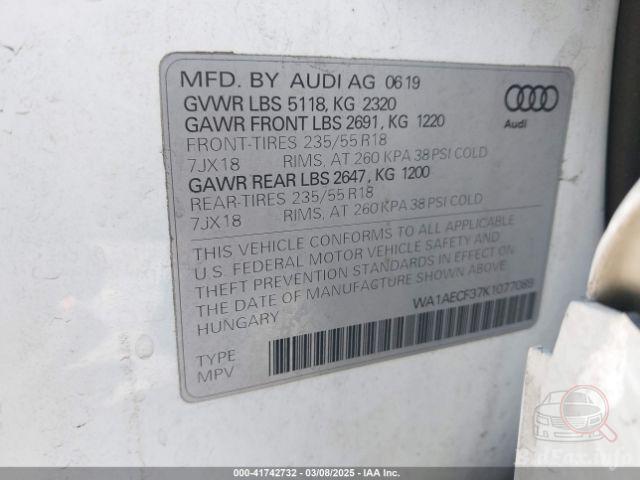 MFD. BY AUDI AG 0619
GVWR LBS 5118, KG 2320
GAWR FRONT LBS 2691, KG 1220
FRONT-TIRES 235/55 R18
7JX18 RIMS, AT 260 KPA 38 PSI COLD
GAWR REAR LBS 2647, KG 1200
REAR-TIRES 235/55 R18
7JX18 RIMS, AT 260 KPA 38 PSI COLD
Audi
THIS VEHICLE CONFORMS TO ALL APPLICABLE
U.S. FEDERAL MOTOR VEHICLE SAFETY AND
THEFT PREVENTION STANDARDS IN EFFECT ON
THE DATE OF MANUFACTURE SHOWN ABOVE.
HUNGARY
WA1AECF37K1077089
TYPE
MPV
BidFax.info
000-41742732 — 03/08/2025 — IAA Inc.